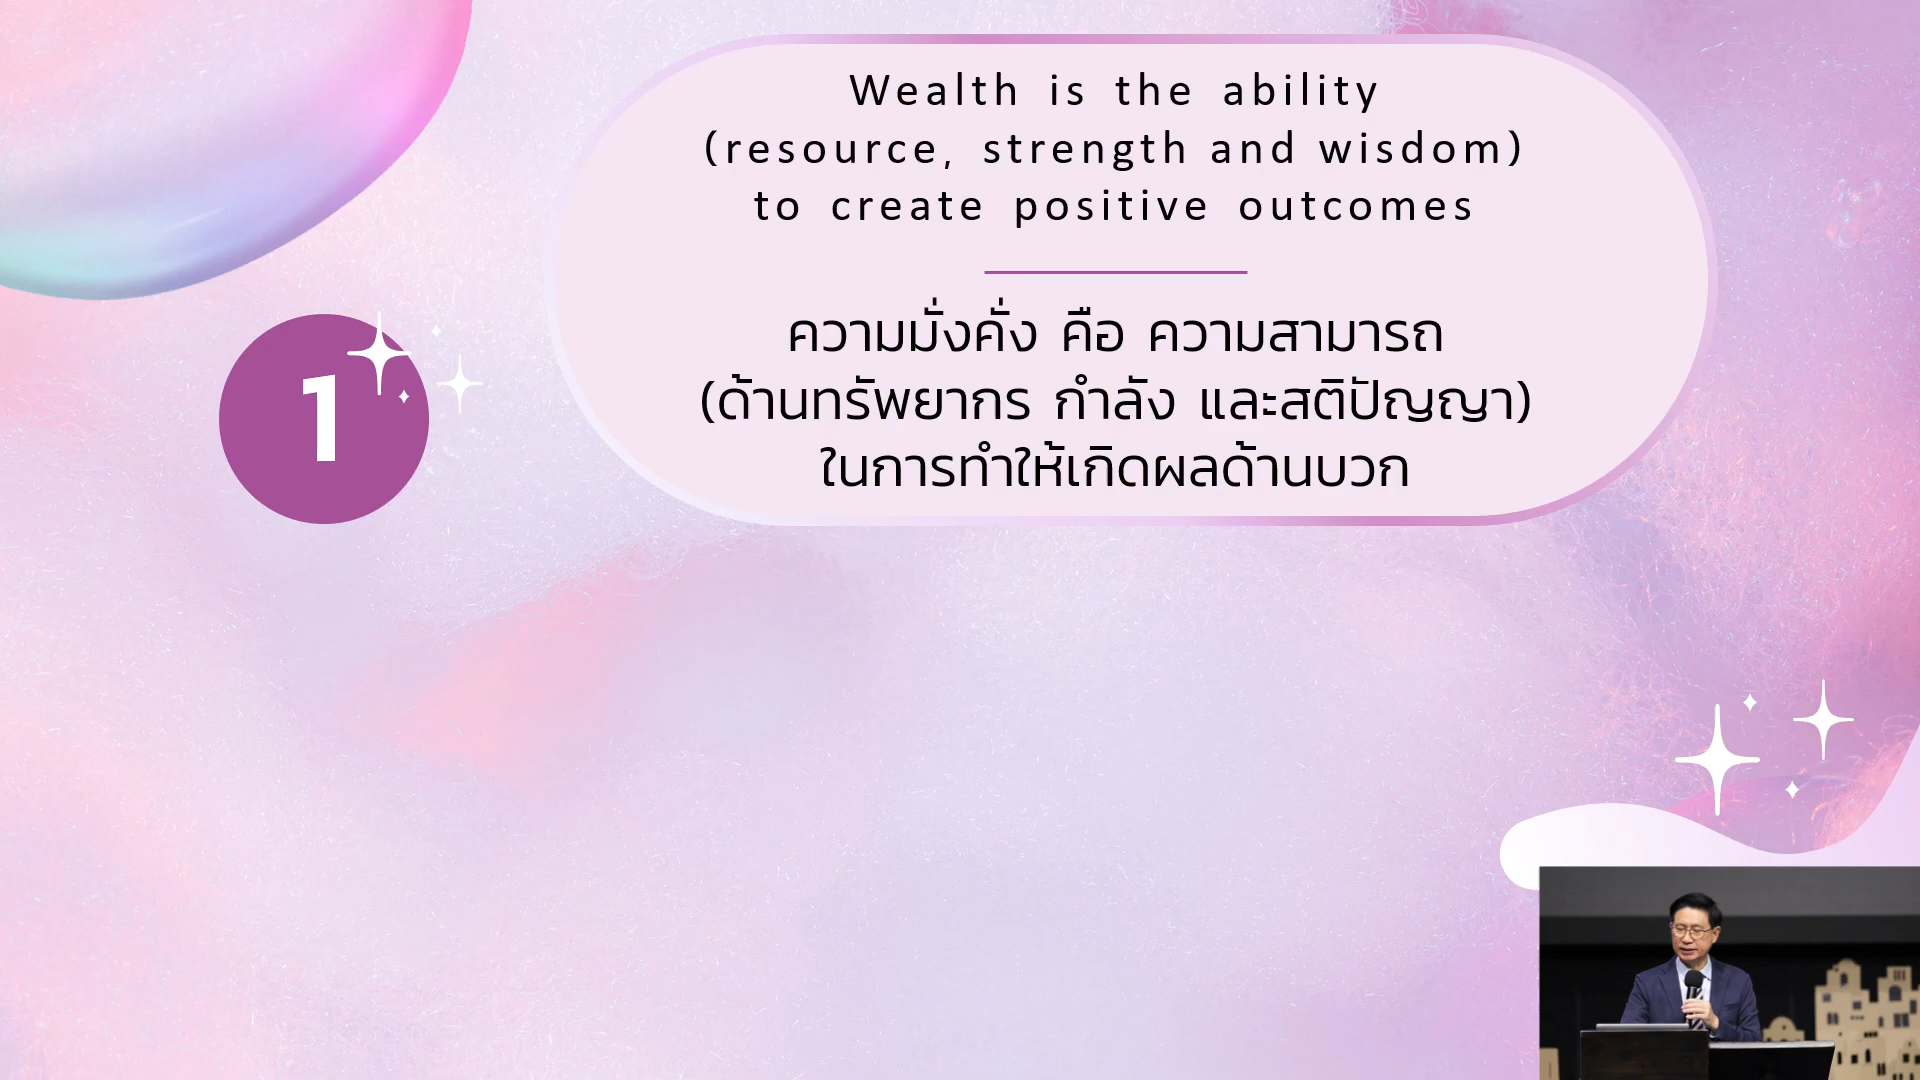 Wealth is the ability
(resource, strength and wisdom)
to create positive outcomes
1
ความมั่งคั่ง คือ ความสามารถ
(ด้านทรัพยากร กำลัง และสติปัญญา)
ในการทำให้เกิดผลด้านบวก